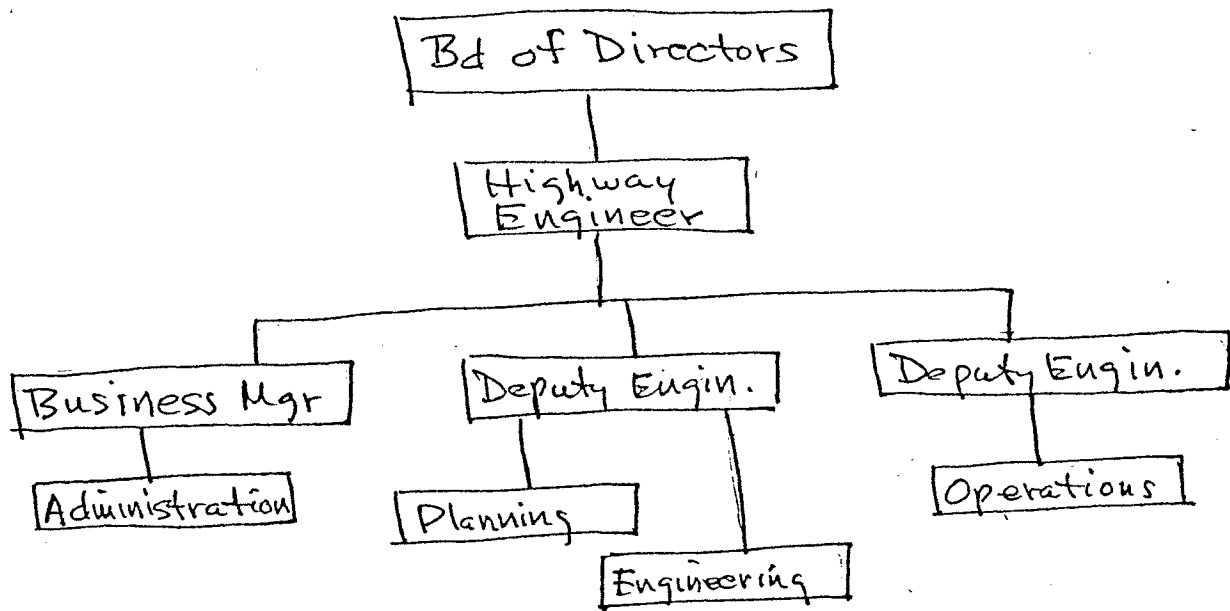 Bd of Directors
Highway
Engineer
Business Mgr
Deputy Engin.
Deputy Engin.
Administration
Planning
Operations
Engineering